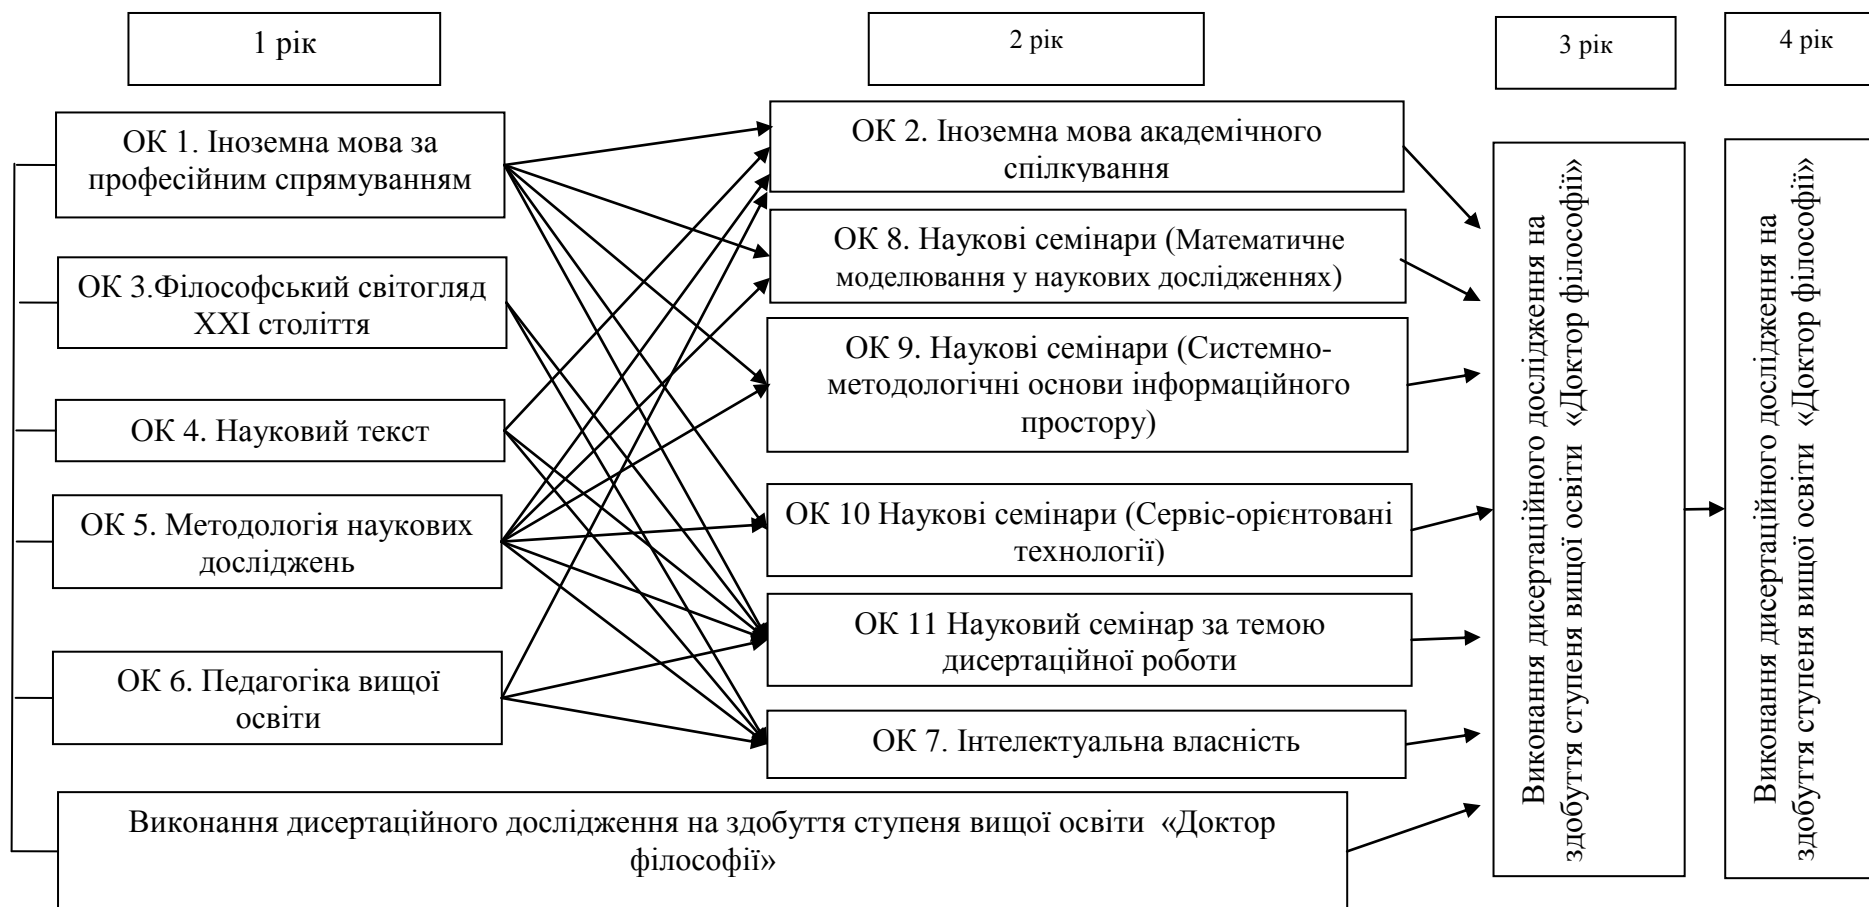 1 рік
2 рік
3 рік
4 рік
ОК 1. Іноземна мова за
професійним спрямуванням
ОК 3.Філософський світогляд
ХХІ століття
ОК 4. Науковий текст
ОК 5. Методологія наукових
досліджень
ОК 6. Педагогіка вищої
освіти
Виконання дисертаційного дослідження на здобуття ступеня вищої освіти «Доктор
філософії»
ОК 2. Іноземна мова академічного
спілкування
ОК 8. Наукові семінари (Математичне
моделювання у наукових дослідженнях)
ОК 9. Наукові семінари (Системно-
методологічні основи інформаційного
простору)
ОК 10 Наукові семінари (Сервіс-орієнтовані
технології)
ОК 11 Науковий семінар за темою
дисертаційної роботи
ОК 7. Інтелектуальна власність
Виконання дисертаційного дослідження на
здобуття ступеня вищої освіти «Доктор філософії»
Виконання дисертаційного дослідження на
здобуття ступеня вищої освіти «Доктор філософії»